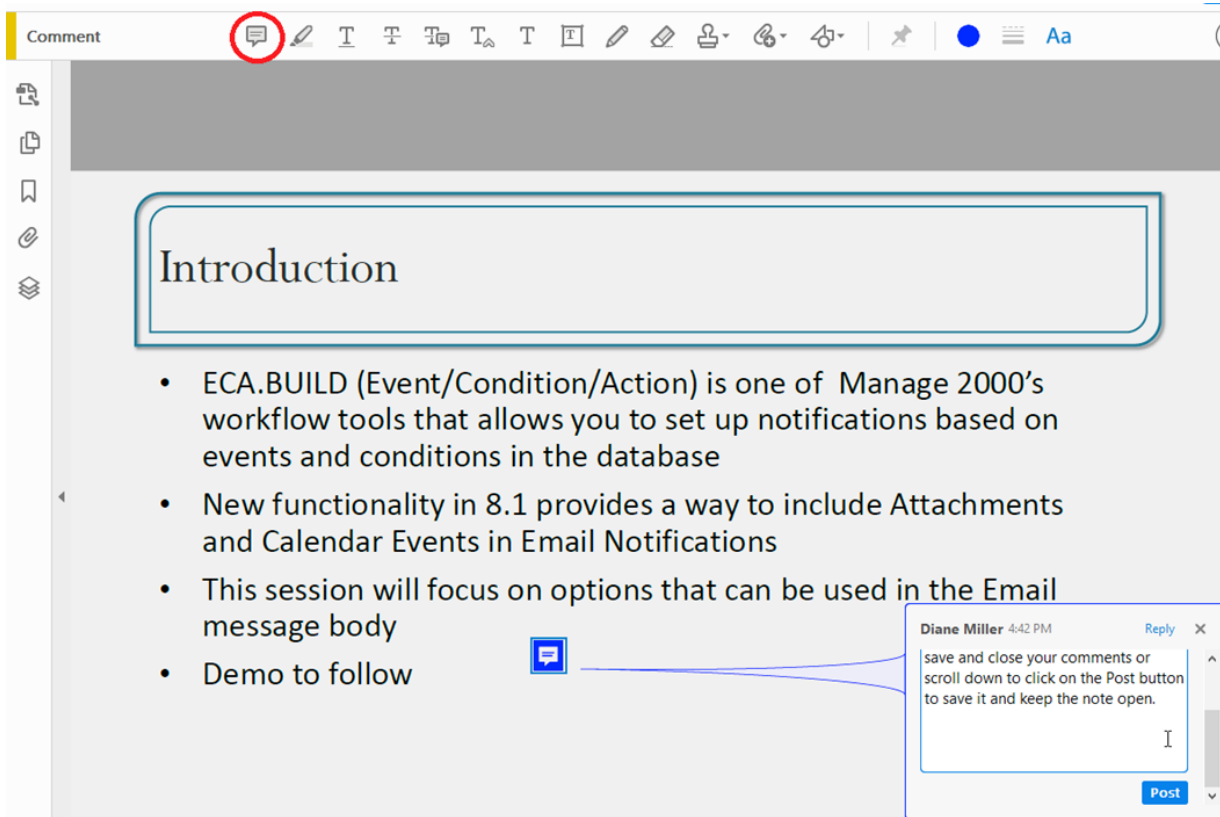 Comment
Aa
Introduction
• ECA.BUILD (Event/Condition/Action) is one of  Manage 2000's
workflow tools that allows you to set up notifications based on
events and conditions in the database
• New functionality in 8.1 provides a way to include Attachments
and Calendar Events in Email Notifications
• This session will focus on options that can be used in the Email
message body
• Demo to follow
Diane Miller 4:42 PM Reply
save and close your comments or
scroll down to click on the Post button
to save it and keep the note open.
Post